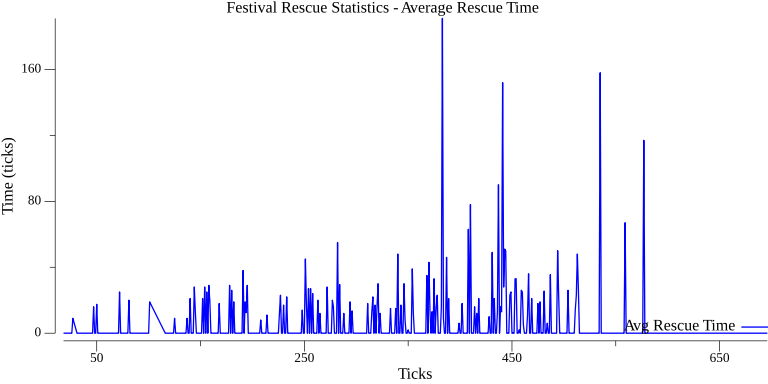 Festival Rescue Statistics - Average Rescue Time
160
80
0
Time (ticks)
50
250
450
650
Ticks
Avg Rescue Time